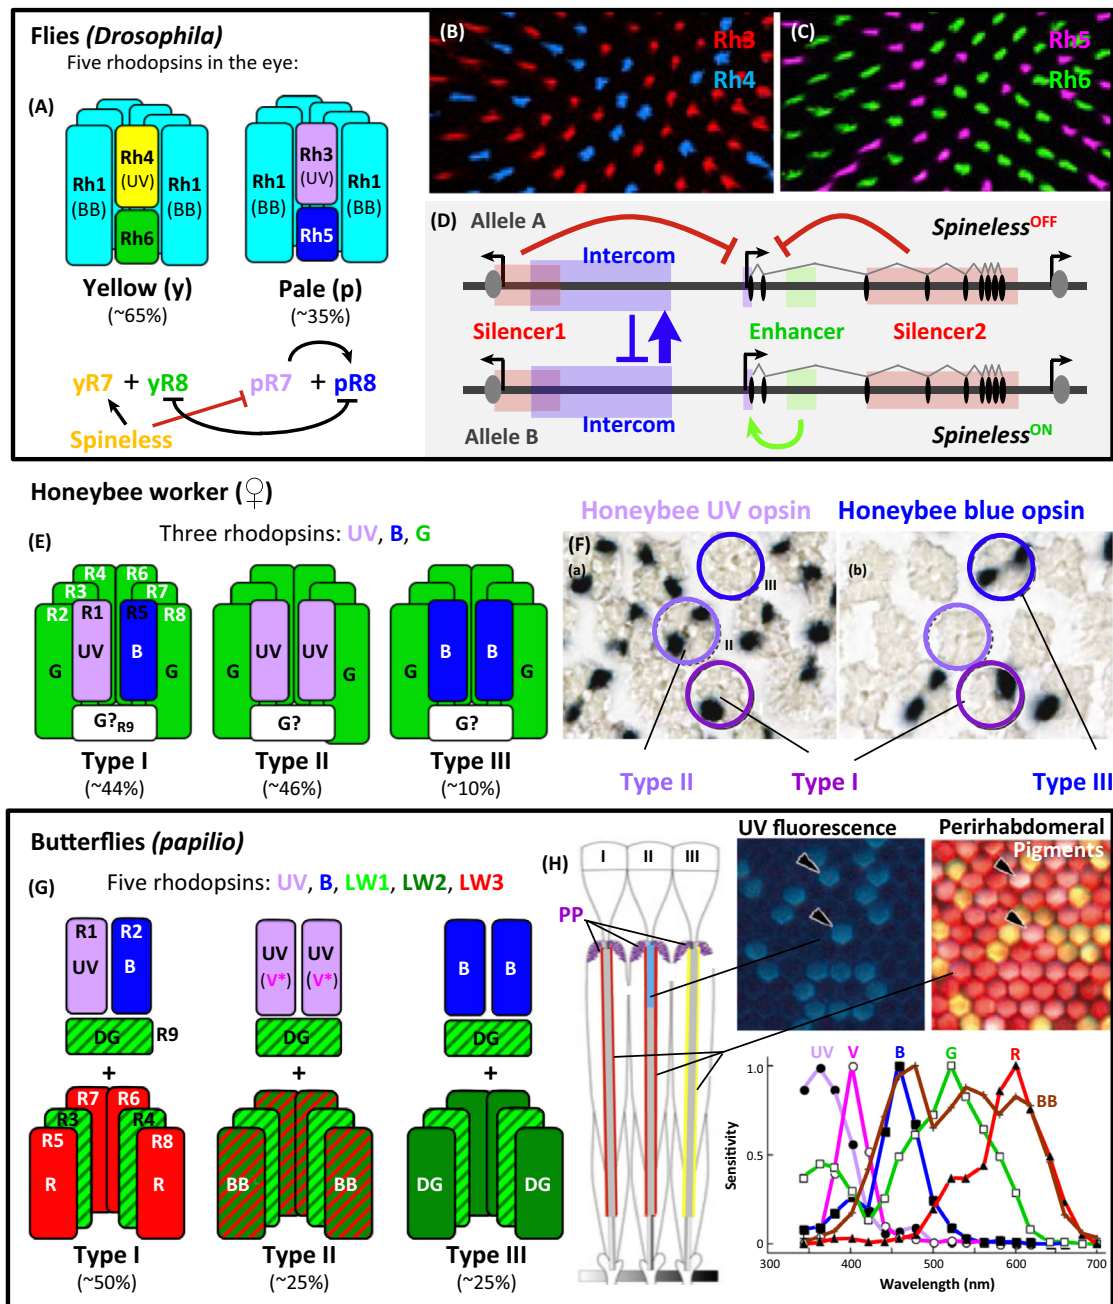 Flies (Drosophila)
Five rhodopsins in the eye:
(A)
Rh1
(BB)
Rh4
(UV)
Rh6
Rh1
(BB)
Yellow (y)
(~65%)
Rh1
(BB)
Rh3
(UV)
Rh5
Rh1
(BB)
Pale (p)
(~35%)
yR7 + yR8 pR7 + pR8
Spineless
(B)
Rh3
Rh4
(C)
Rh5
Rh6
(D)
Allele A
Spineless OFF
Intercom
Silencer1
Enhancer
Silencer2
Intercom
Allele B
Spineless ON
Honeybee worker (♀)
(E)
Three rhodopsins: UV, B, G
R4 R6
R3 R7
R2 R1 R5 R8
G UV B G
G? R9
Type I
(~44%)
G UV UV G
G?
Type II
(~46%)
G B B G
G?
Type III
(~10%)
Honeybee UV opsin
Honeybee blue opsin
(F)
(a)
III
II
(b)
Type II
Type I
Type III
Butterflies (papilio)
(G)
Five rhodopsins: UV, B, LW1, LW2, LW3
R1 R2
UV B
DG R9
+
R7 R6
R3 R4
R5 R8
R R
Type I
(~50%)
UV UV
(V*) (V*)
DG
+
BB BB
Type II
(~25%)
B B
DG
+
DG DG
Type III
(~25%)
(H)
I II III
PP
UV fluorescence
Perirhabdomeral
Pigments
UV V B G R
BB
1.0
0.5
0
Sensitivity
300 400 500 600 700
Wavelength (nm)